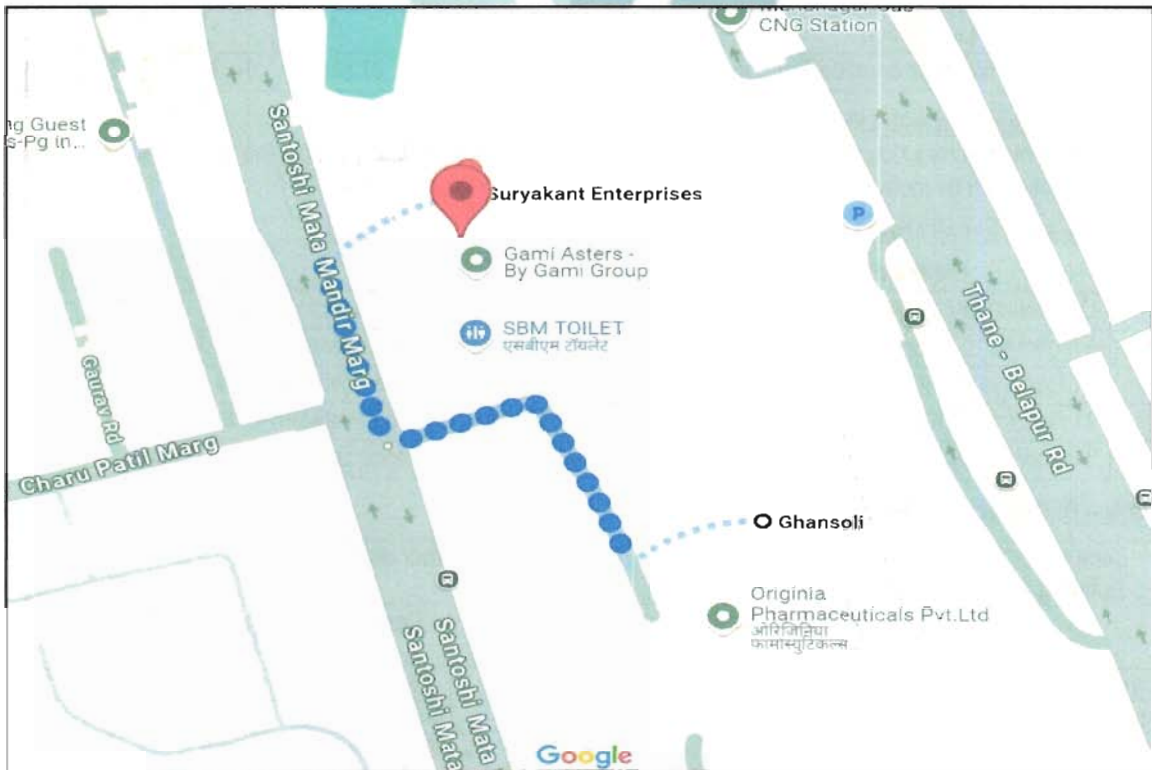 CNG Station
ng Guest
s-Pg in...
Santoshi Mata Mandir Marg
Suryakant Enterprises
P
Gami Asters -
By Gami Group
SBM TOILET
एसबीएम टॉयलेट
Thane - Belapur Rd
Gaurav Rd
Charu Patil Marg
Ghansoli
Originia
Pharmaceuticals Pvt.Ltd
ओरिजिनिया
फार्मास्युटिकल्स...
Santoshi Mata
Santoshi Mata
Google